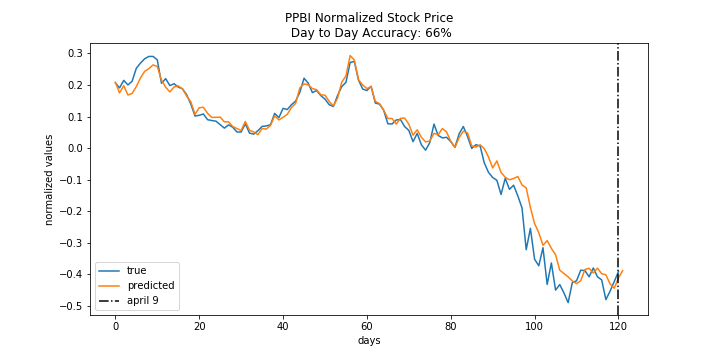 PPBI Normalized Stock Price
Day to Day Accuracy: 66%
normalized values
0.3
0.2
0.1
0.0
−0.1
−0.2
−0.3
−0.4
−0.5
true
predicted
april 9
0 20 40 60 80 100 120
days